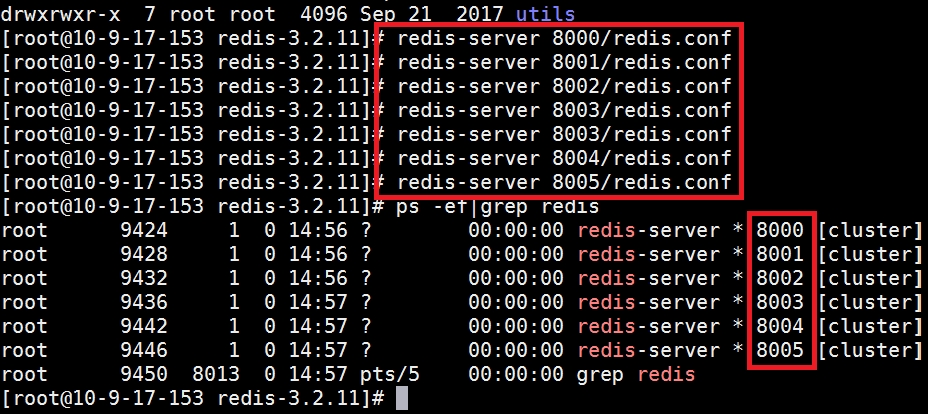 drwxrwxr-x  7 root root  4096 Sep 21  2017 utils
[root@10-9-17-153 redis-3.2.11]# redis-server 8000/redis.conf
[root@10-9-17-153 redis-3.2.11]# redis-server 8001/redis.conf
[root@10-9-17-153 redis-3.2.11]# redis-server 8002/redis.conf
[root@10-9-17-153 redis-3.2.11]# redis-server 8003/redis.conf
[root@10-9-17-153 redis-3.2.11]# redis-server 8003/redis.conf
[root@10-9-17-153 redis-3.2.11]# redis-server 8004/redis.conf
[root@10-9-17-153 redis-3.2.11]# redis-server 8005/redis.conf
[root@10-9-17-153 redis-3.2.11]# ps -ef|grep redis
root      9424     1  0 14:56 ?        00:00:00 redis-server * 8000 [cluster]
root      9428     1  0 14:56 ?        00:00:00 redis-server * 8001 [cluster]
root      9432     1  0 14:56 ?        00:00:00 redis-server * 8002 [cluster]
root      9436     1  0 14:57 ?        00:00:00 redis-server * 8003 [cluster]
root      9442     1  0 14:57 ?        00:00:00 redis-server * 8004 [cluster]
root      9446     1  0 14:57 ?        00:00:00 redis-server * 8005 [cluster]
root      9450  8013  0 14:57 pts/5    00:00:00 grep redis
[root@10-9-17-153 redis-3.2.11]#